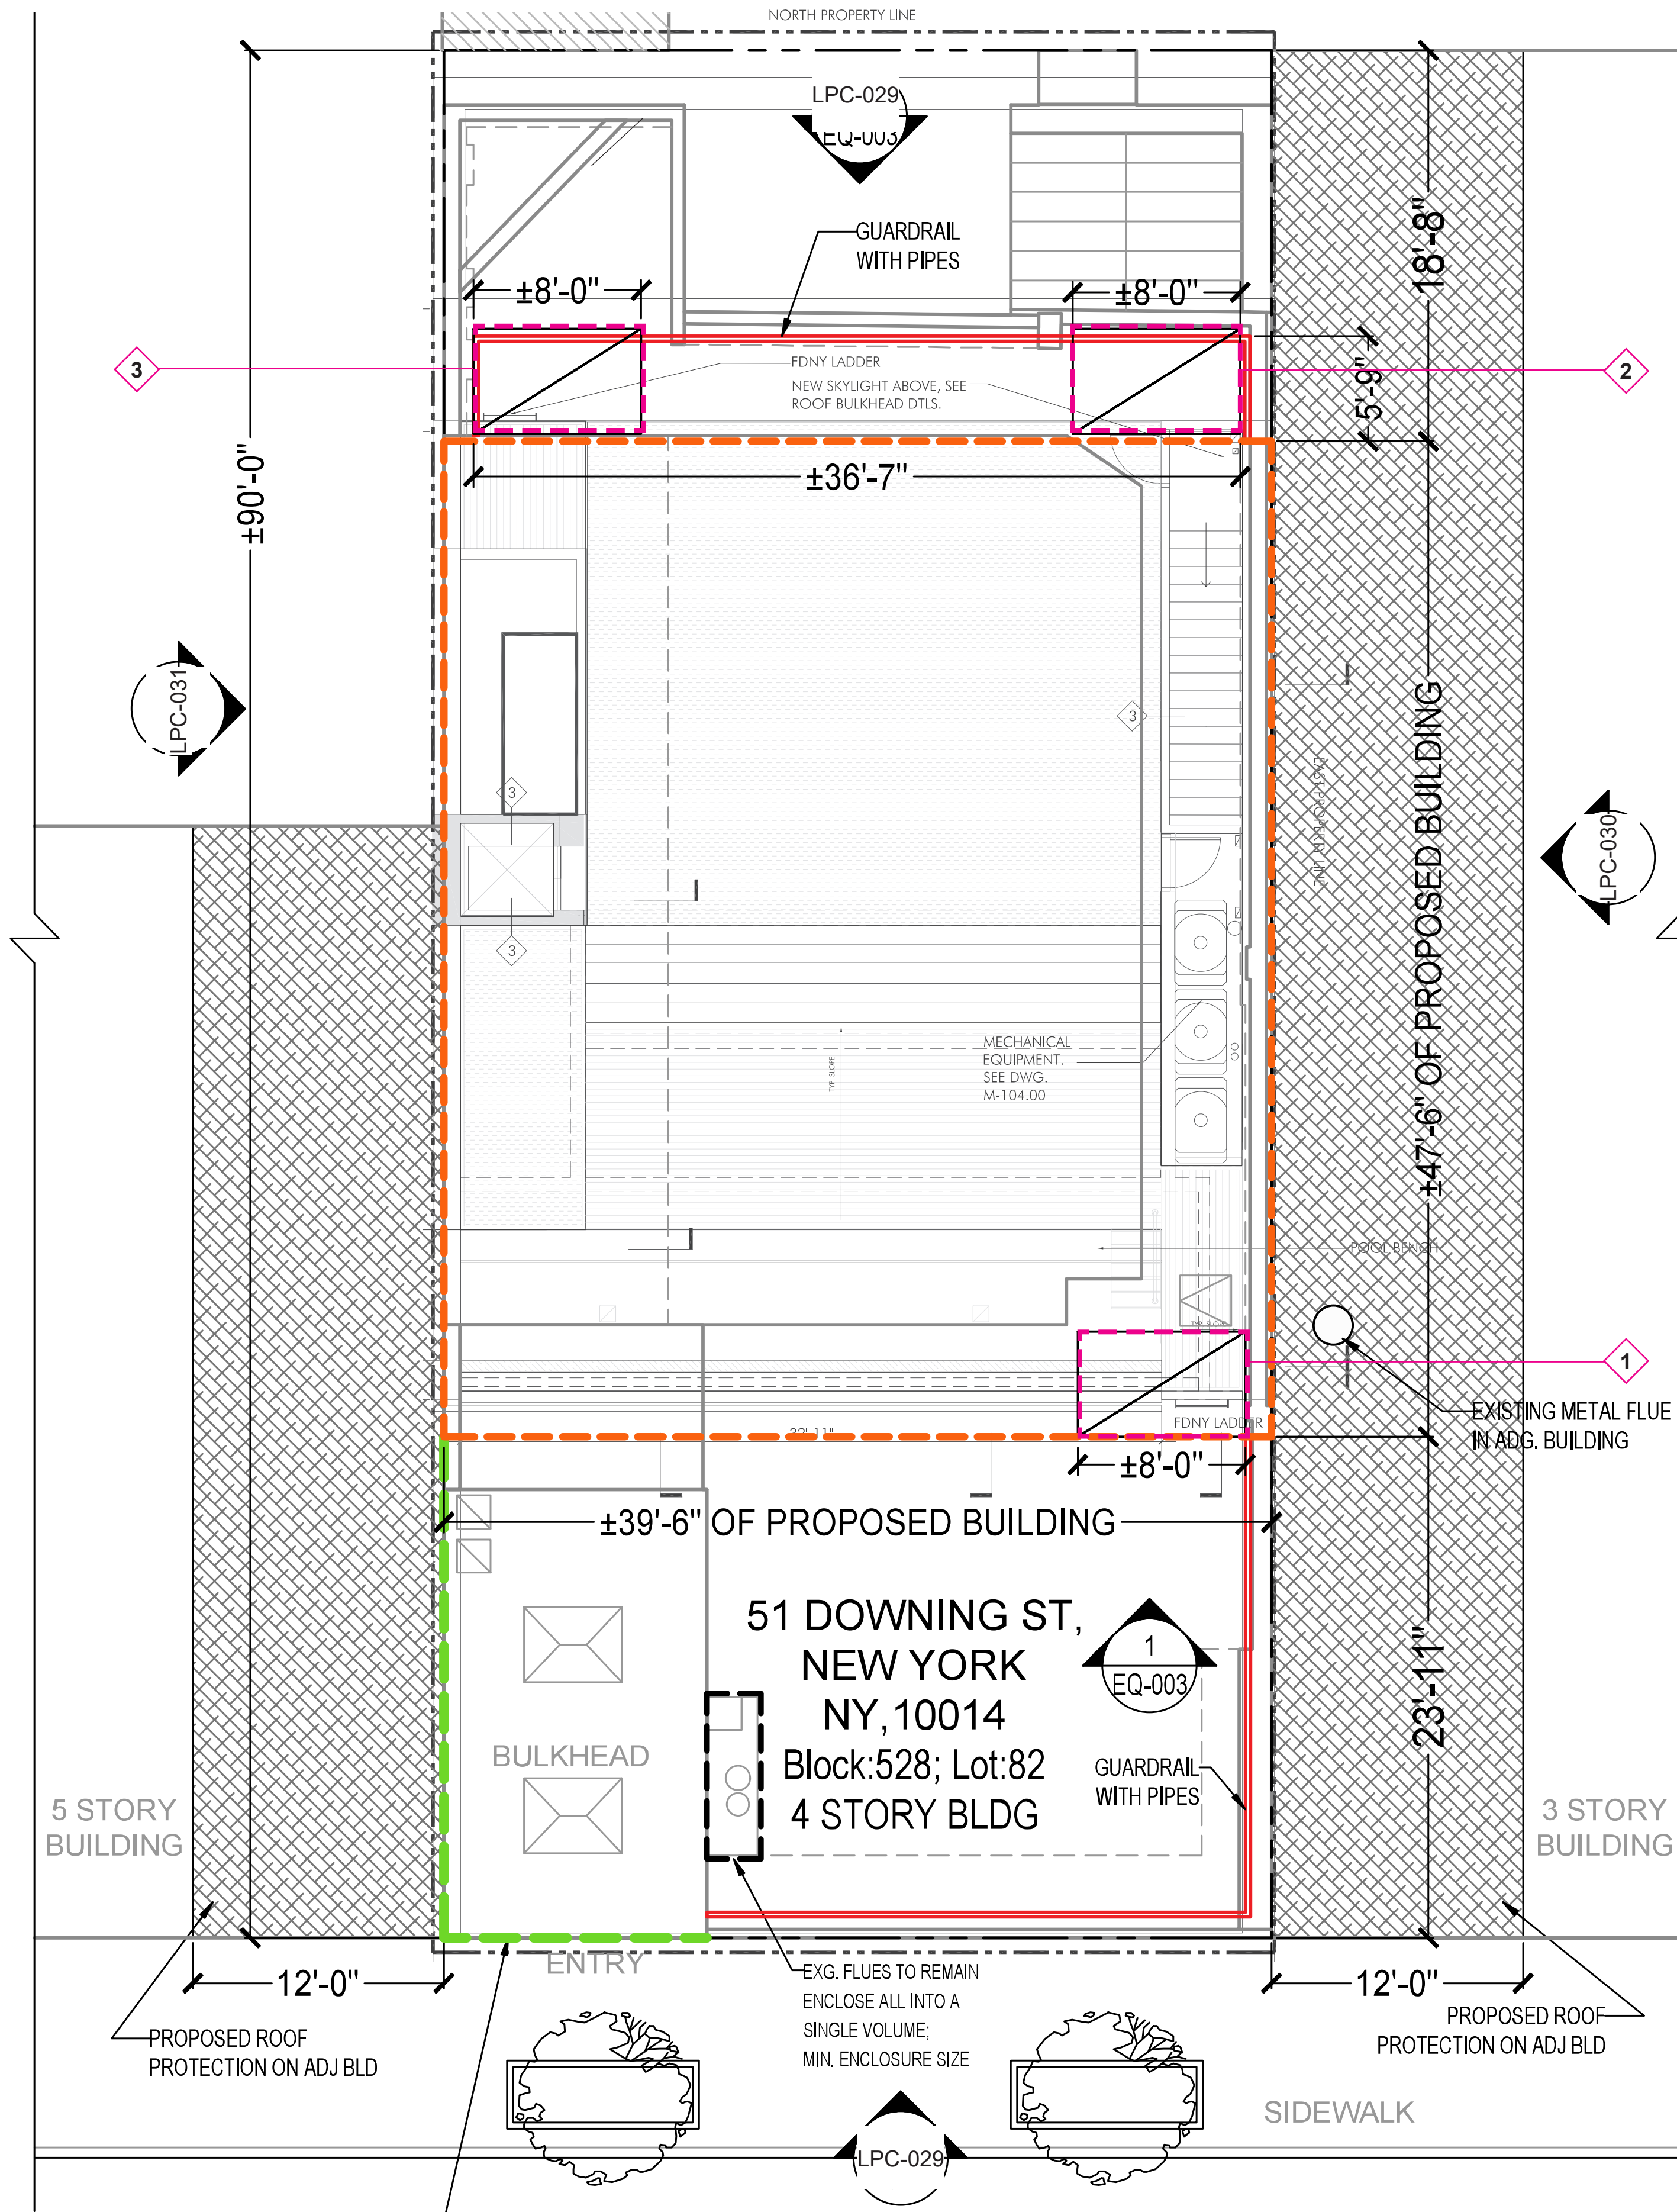 NORTH PROPERTY LINE
LPC-029
EQ-003
GUARDRAIL
WITH PIPES
±8'-0"
±8'-0"
18'-8"
3
FDNY LADDER
NEW SKYLIGHT ABOVE, SEE
ROOF BULKHEAD DTLS.
5'-9"
2
±90'-0"
±36'-7"
LPC-031
3
3
3
EAST PROPERTY LINE
±47'-6" OF PROPOSED BUILDING
LPC-030
TYP. SLOPE
MECHANICAL
EQUIPMENT.
SEE DWG.
M-104.00
POOL BENCH
TYP. SLOPE
1
EXISTING METAL FLUE
IN ADG. BUILDING
FDNY LADDER
32'-11"
±8'-0"
±39'-6" OF PROPOSED BUILDING
51 DOWNING ST,
NEW YORK
NY,10014
Block:528; Lot:82
4 STORY BLDG
1
EQ-003
23'-11"
BULKHEAD
GUARDRAIL
WITH PIPES
5 STORY
BUILDING
3 STORY
BUILDING
ENTRY
12'-0"
12'-0"
EXG. FLUES TO REMAIN
ENCLOSE ALL INTO A
SINGLE VOLUME;
MIN. ENCLOSURE SIZE
PROPOSED ROOF
PROTECTION ON ADJ BLD
PROPOSED ROOF
PROTECTION ON ADJ BLD
SIDEWALK
LPC-029